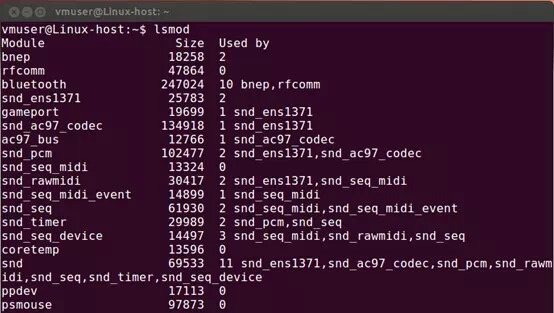 vmuser@Linux-host: ~
vmuser@Linux-host:~$ lsmod
Module                  Size  Used by
bnep                   18258  2
rfcomm                 47864  0
bluetooth             247024  10 bnep,rfcomm
snd_ens1371            25783  2
gameport               19699  1 snd_ens1371
snd_ac97_codec        134918  1 snd_ens1371
ac97_bus               12766  1 snd_ac97_codec
snd_pcm               102477  2 snd_ens1371,snd_ac97_codec
snd_seq_midi           13324  0
snd_rawmidi            30417  2 snd_ens1371,snd_seq_midi
snd_seq_midi_event     14899  1 snd_seq_midi
snd_seq                61930  2 snd_seq_midi,snd_seq_midi_event
snd_timer              29989  2 snd_pcm,snd_seq
snd_seq_device         14497  3 snd_seq_midi,snd_rawmidi,snd_seq
coretemp               13596  0
snd                    69533  11 snd_ens1371,snd_ac97_codec,snd_pcm,snd_rawm
idi,snd_seq,snd_timer,snd_seq_device
ppdev                  17113  0
psmouse                97873  0